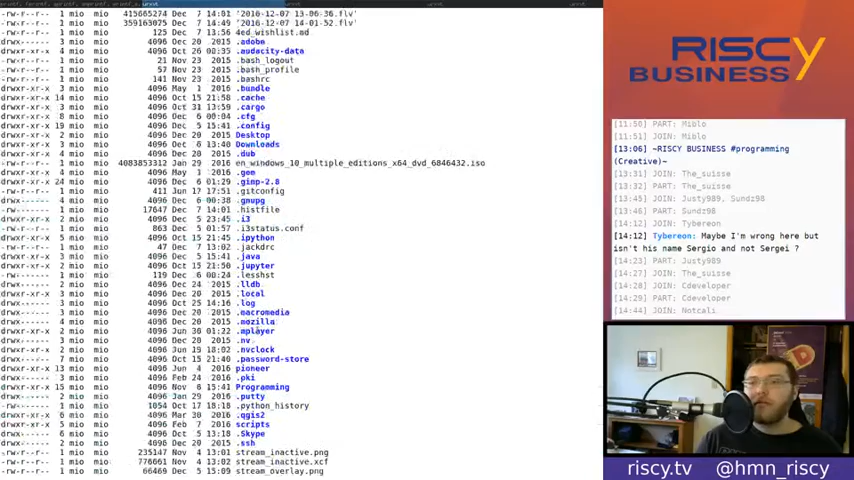 415665274 Dec 7 14:01 '2016-12-07 13-06-36.flv'
-rw-r--r-- 1 mio mio 359163075 Dec 7 14:49 '2016-12-07 14-01-52.flv'
-rw-r--r-- 1 mio mio 125 Dec 7 13:56 4ed_wishlist.md
drwx------ 3 mio mio 4096 Dec 20 2015 .adobe
drwxr-xr-x 4 mio mio 4096 Oct 26 00:35 .audacity-data
-rw-r--r-- 1 mio mio 21 Nov 23 2015 .bash_logout
-rw-r--r-- 1 mio mio 57 Nov 23 2015 .bash_profile
-rw-r--r-- 1 mio mio 141 Nov 23 2015 .bashrc
drwxr-xr-x 3 mio mio 4096 May 1 2016 .bundle
drwxr-xr-x 14 mio mio 4096 Oct 15 21:58 .cache
drwxr-xr-x 3 mio mio 4096 Oct 31 13:59 .cargo
drwxr-xr-x 8 mio mio 4096 Dec 6 00:04 .cfg
drwxr-xr-x 19 mio mio 4096 Dec 5 15:41 .config
drwxr-xr-x 2 mio mio 4096 Dec 20 2015 Desktop
drwxr-xr-x 3 mio mio 4096 Oct 8 13:40 Downloads
drwxr-xr-x 4 mio mio 4096 Dec 20 2015 .dub
-rw-r--r-- 1 mio mio 4083853312 Jan 29 2016 en_windows_10_multiple_editions_x64_dvd_6846432.iso
drwxr-xr-x 4 mio mio 4096 May 1 2016 .gem
drwxr-xr-x 24 mio mio 4096 Dec 6 01:29 .gimp-2.8
-rw-r--r-- 1 mio mio 411 Jun 17 17:51 .gitconfig
drwx------ 4 mio mio 4096 Dec 6 00:38 .gnupg
-rw------- 1 mio mio 17647 Dec 7 14:01 .histfile
drwxr-xr-x 2 mio mio 4096 Dec 5 23:45 .i3
-rw-r--r-- 1 mio mio 863 Dec 5 01:57 .i3status.conf
drwxr-xr-x 5 mio mio 4096 Oct 15 21:45 .ipython
-rw-r--r-- 1 mio mio 47 Dec 7 13:02 .jackdrc
drwxr-xr-x 3 mio mio 4096 Dec 5 15:41 .java
drwxr-xr-x 2 mio mio 4096 Oct 15 21:50 .jupyter
-rw------- 1 mio mio 119 Dec 6 00:24 .lesshst
drwxr-xr-x 2 mio mio 4096 Dec 24 2015 .lldb
drwxr-xr-x 3 mio mio 4096 Dec 20 2015 .local
drwxr-xr-x 2 mio mio 4096 Oct 25 14:16 .log
drwx------ 3 mio mio 4096 Dec 20 2015 .macromedia
drwx------ 4 mio mio 4096 Dec 20 2015 .mozilla
drwxr-xr-x 2 mio mio 4096 Jun 30 01:22 .mplayer
drwx------ 3 mio mio 4096 Dec 20 2015 .nv
drwxr-xr-x 2 mio mio 4096 Jun 19 18:02 .nvclock
drwx------ 7 mio mio 4096 Oct 15 21:40 .password-store
drwxr-xr-x 13 mio mio 4096 Jun 4 2016 pioneer
drwx------ 3 mio mio 4096 Feb 24 2016 .pki
drwxr-xr-x 15 mio mio 4096 Nov 8 13:41 Programming
drwx------ 2 mio mio 4096 Jan 29 2016 .putty
-rw------- 1 mio mio 1054 Oct 17 18:18 .python_history
drwxr-xr-x 6 mio mio 4096 Mar 30 2016 .qgis2
drwxr-xr-x 5 mio mio 4096 Feb 7 2016 scripts
drwxr-xr-x 6 mio mio 4096 Oct 5 13:18 .Skype
drwx------ 2 mio mio 4096 Dec 20 2015 .ssh
-rw-r--r-- 1 mio mio 235147 Nov 4 13:01 stream_inactive.png
-rw-r--r-- 1 mio mio 776661 Nov 4 13:02 stream_inactive.xcf
-rw-r--r-- 1 mio mio 66469 Dec 5 15:09 stream_overlay.png
RISCY
BUSINESS
[11:50] PART: Miblo
[11:51] JOIN: Miblo
[13:06] ~RISCY BUSINESS #programming
(Creative)~
[13:31] JOIN: The_suisse
[13:32] PART: The_suisse
[13:45] JOIN: Justy989, Sundz98
[13:46] PART: Sundz98
[14:12] JOIN: Tybereon
[14:12] Tybereon: Maybe I'm wrong here but
isn't his name Sergio and not Sergei ?
[14:23] PART: Justy989
[14:27] PART: The_suisse
[14:28] JOIN: Cdeveloper
[14:29] PART: Cdeveloper
[14:44] JOIN: Notcali
riscy.tv @hmn_riscy